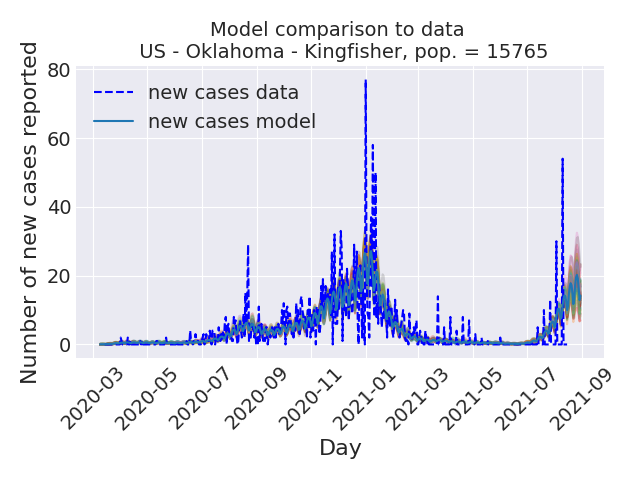 Model comparison to data
US - Oklahoma - Kingfisher, pop. = 15765
Number of new cases reported
80
60
40
20
0
new cases data
new cases model
2020-03
2020-05
2020-07
2020-09
2020-11
2021-01
2021-03
2021-05
2021-07
2021-09
Day